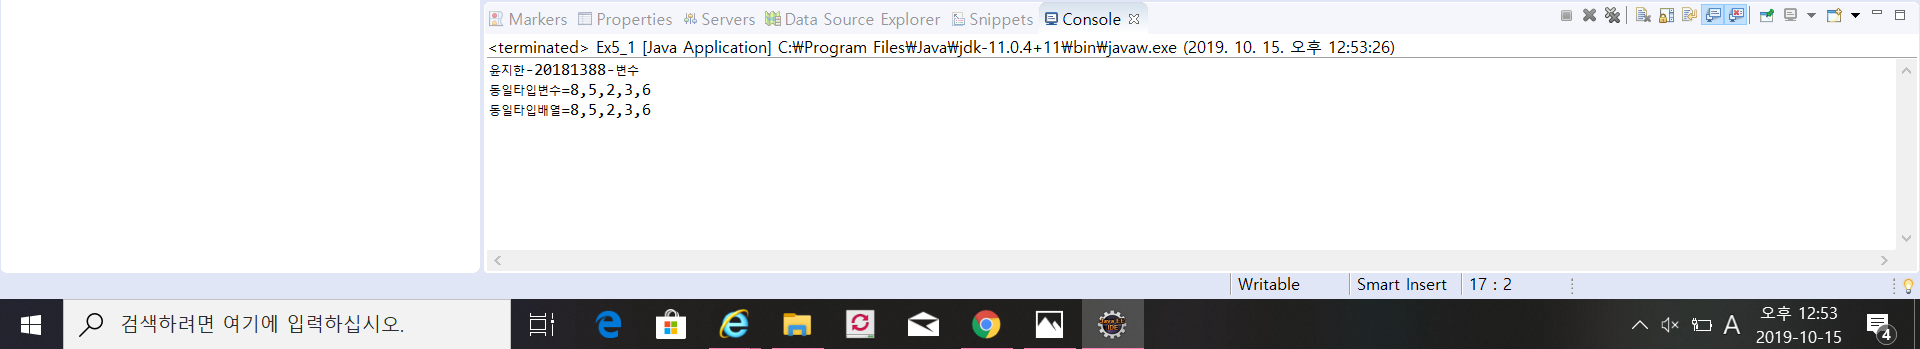 Markers Properties Servers Data Source Explorer Snippets Console
<terminated> Ex5_1 [Java Application] C:₩Program Files₩Java₩jdk-11.0.4+11₩bin₩javaw.exe (2019. 10. 15. 오후 12:53:26)
윤지한-20181388-변수
동일타입변수=8,5,2,3,6
동일타입배열=8,5,2,3,6
Writable Smart Insert 17 : 2
검색하려면 여기에 입력하십시오.
A
오후 12:53
2019-10-15
4